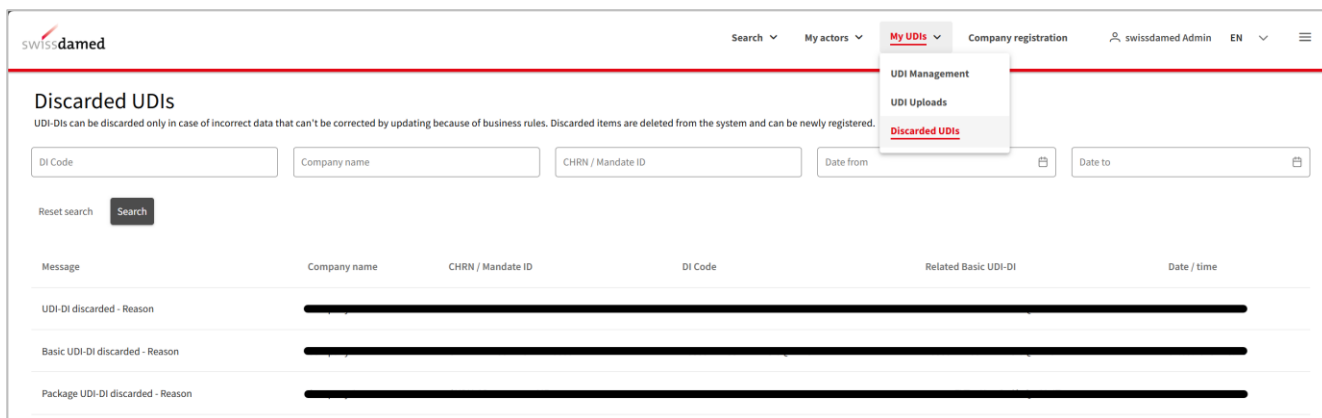 swissdamed
Search My actors My UDIs Company registration swissdamed Admin EN
UDI Management
UDI Uploads
Discarded UDIs
Discarded UDIs
UDI-DIs can be discarded only in case of incorrect data that can't be corrected by updating because of business rules. Discarded items are deleted from the system and can be newly registered.
DI Code Company name CHRN / Mandate ID Date from Date to
Reset search Search
Message Company name CHRN / Mandate ID DI Code Related Basic UDI-DI Date / time
UDI-DI discarded - Reason
Basic UDI-DI discarded - Reason
Package UDI-DI discarded - Reason